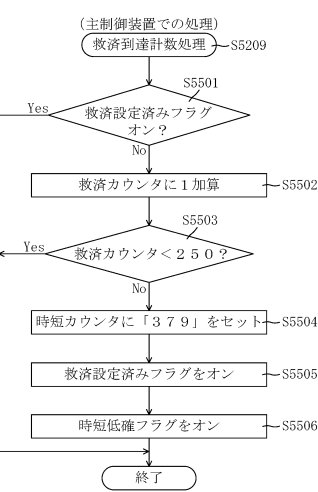 (主制御装置での処理)
救済到達計数処理
S5209
S5501
Yes
救済設定済みフラグ
オン？
No
救済カウンタに１加算
S5502
S5503
Yes
救済カウンタ＜２５０？
No
時短カウンタに「３７９」をセット
S5504
救済設定済みフラグをオン
S5505
時短低確フラグをオン
S5506
終了